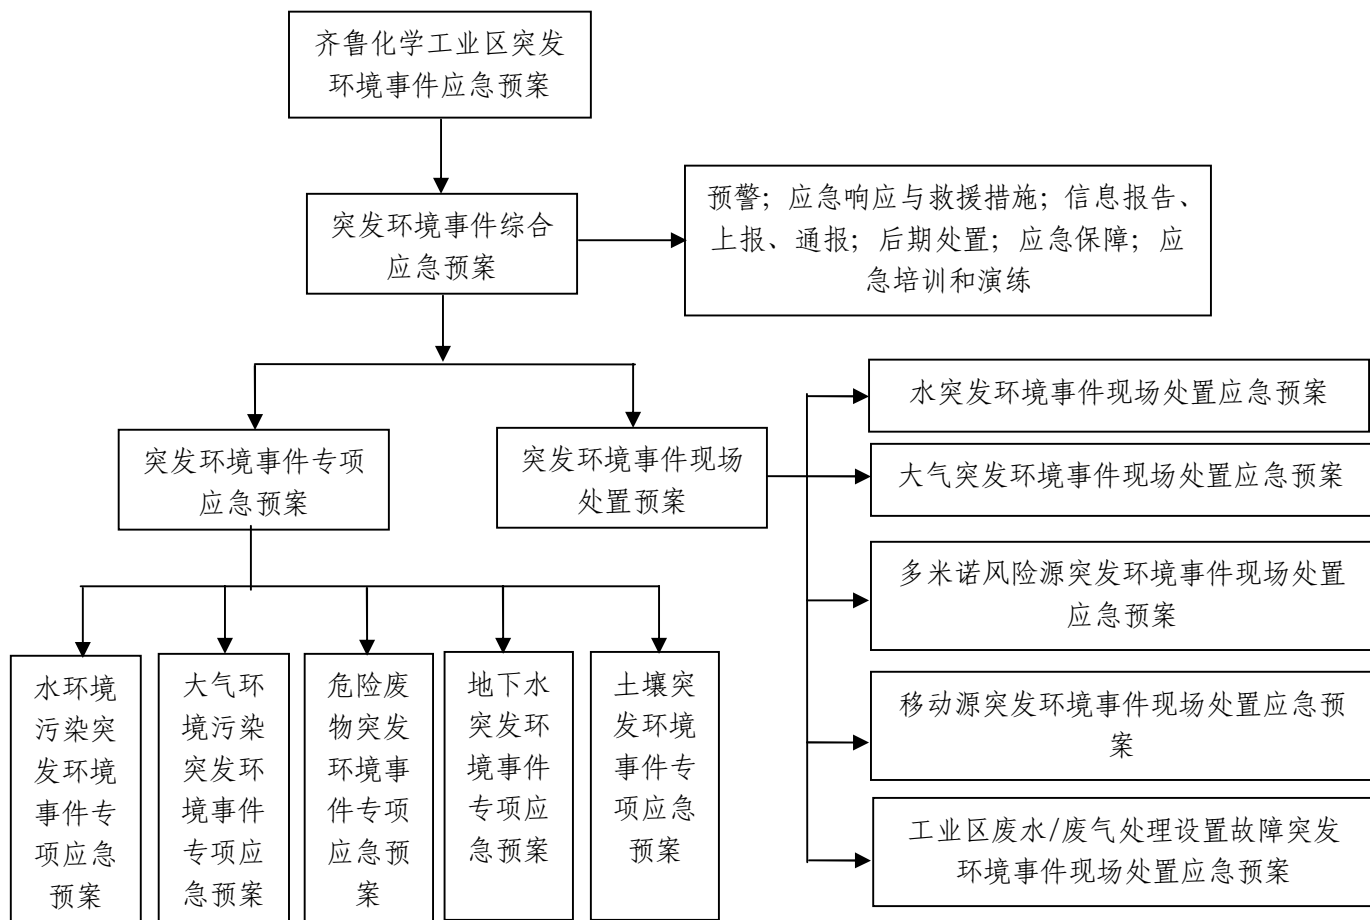 齐鲁化学工业区突发
环境事件应急预案
突发环境事件综合
应急预案
预警；应急响应与救援措施；信息报告、
上报、通报；后期处置；应急保障；应
急培训和演练
突发环境事件专项
应急预案
突发环境事件现场
处置预案
水突发环境事件现场处置应急预案
大气突发环境事件现场处置应急预案
多米诺风险源突发环境事件现场处置
应急预案
移动源突发环境事件现场处置应急预
案
工业区废水/废气处理设置故障突发
环境事件现场处置应急预案
水环境
污染突
发环境
事件专
项应急
预案
大气环
境污染
突发环
境事件
专项应
急预案
危险废
物突发
环境事
件专项
应急预
案
地下水
突发环
境事件
专项应
急预案
土壤突
发环境
事件专
项应急
预案